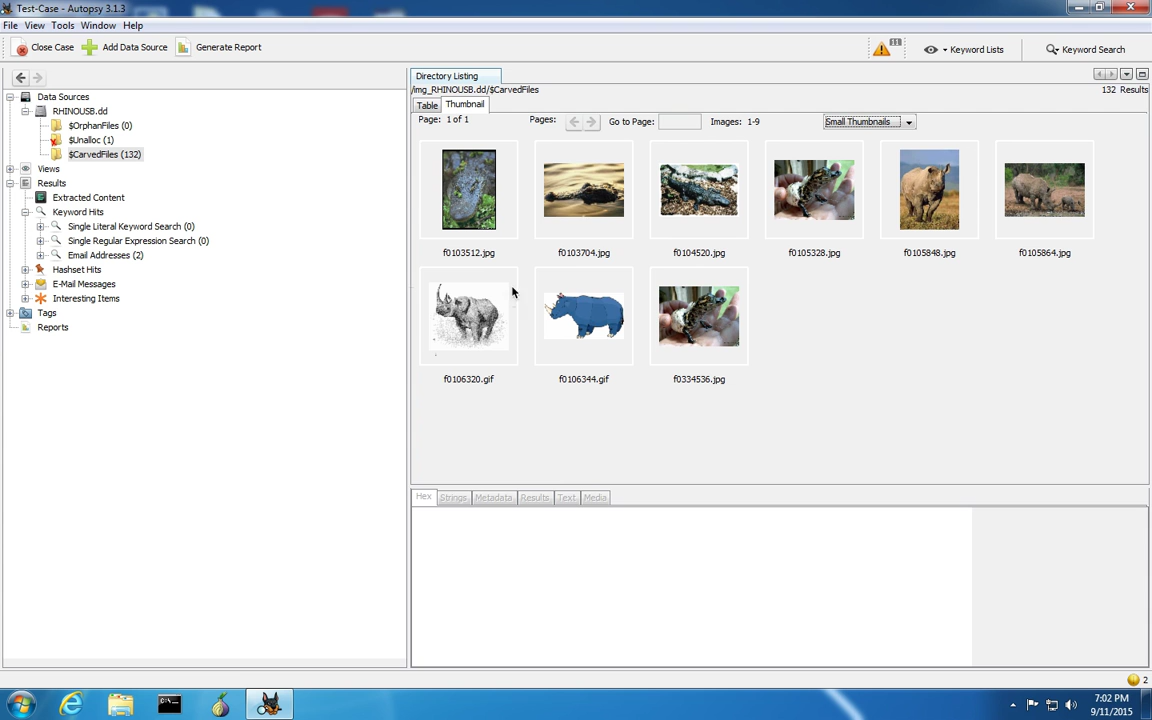 Test-Case - Autopsy 3.1.3
File View Tools Window Help
Close Case Add Data Source Generate Report 11 Keyword Lists Keyword Search
Directory Listing
/img_RHINOUSB.dd/$CarvedFiles 132 Results
Table Thumbnail
Page: 1 of 1 Pages: Go to Page: Images: 1-9 Small Thumbnails
Data Sources
RHINOUSB.dd
$OrphanFiles (0)
$Unalloc (1)
$CarvedFiles (132)
Views
Results
Extracted Content
Keyword Hits
Single Literal Keyword Search (0)
Single Regular Expression Search (0)
Email Addresses (2)
Hashset Hits
E-Mail Messages
Interesting Items
Tags
Reports
f0103512.jpg f0103704.jpg f0104520.jpg f0105328.jpg f0105848.jpg f0105864.jpg
f0106320.gif f0106344.gif f0334536.jpg
Hex Strings Metadata Results Text Media
2
7:02 PM
9/11/2015